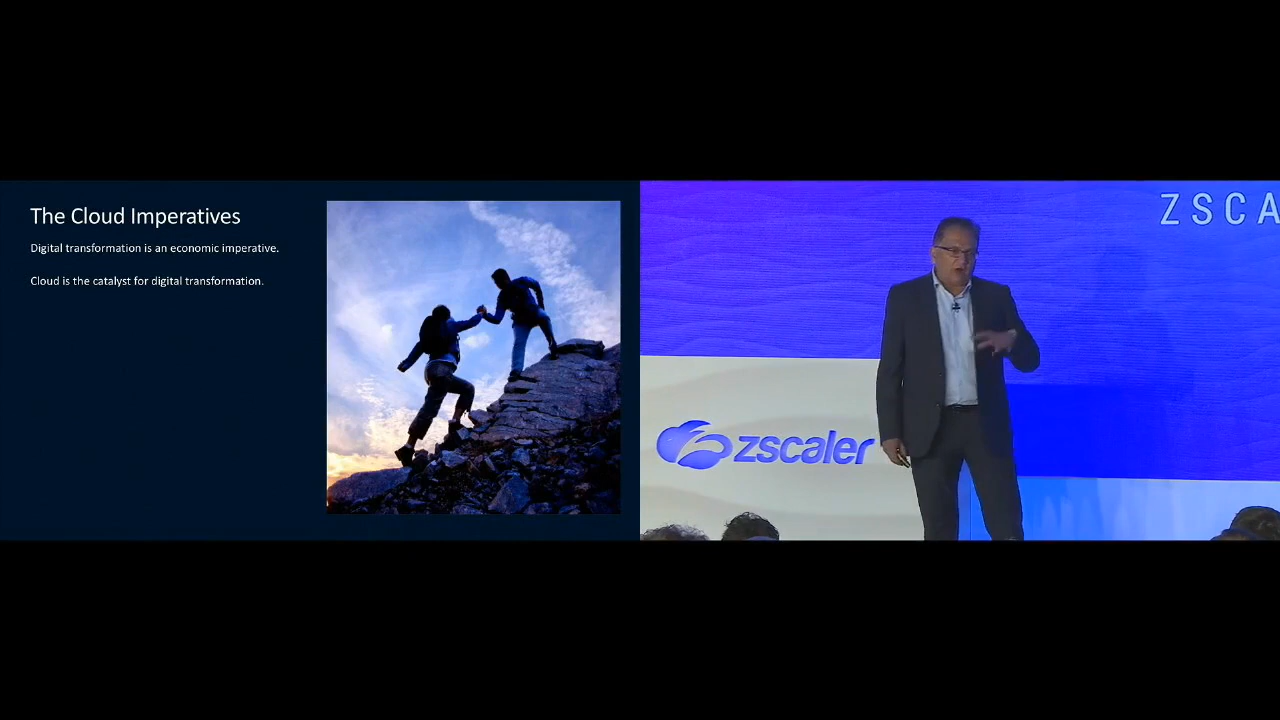 The Cloud Imperatives
Digital transformation is an economic imperative.
Cloud is the catalyst for digital transformation.
ZSCA
zscaler